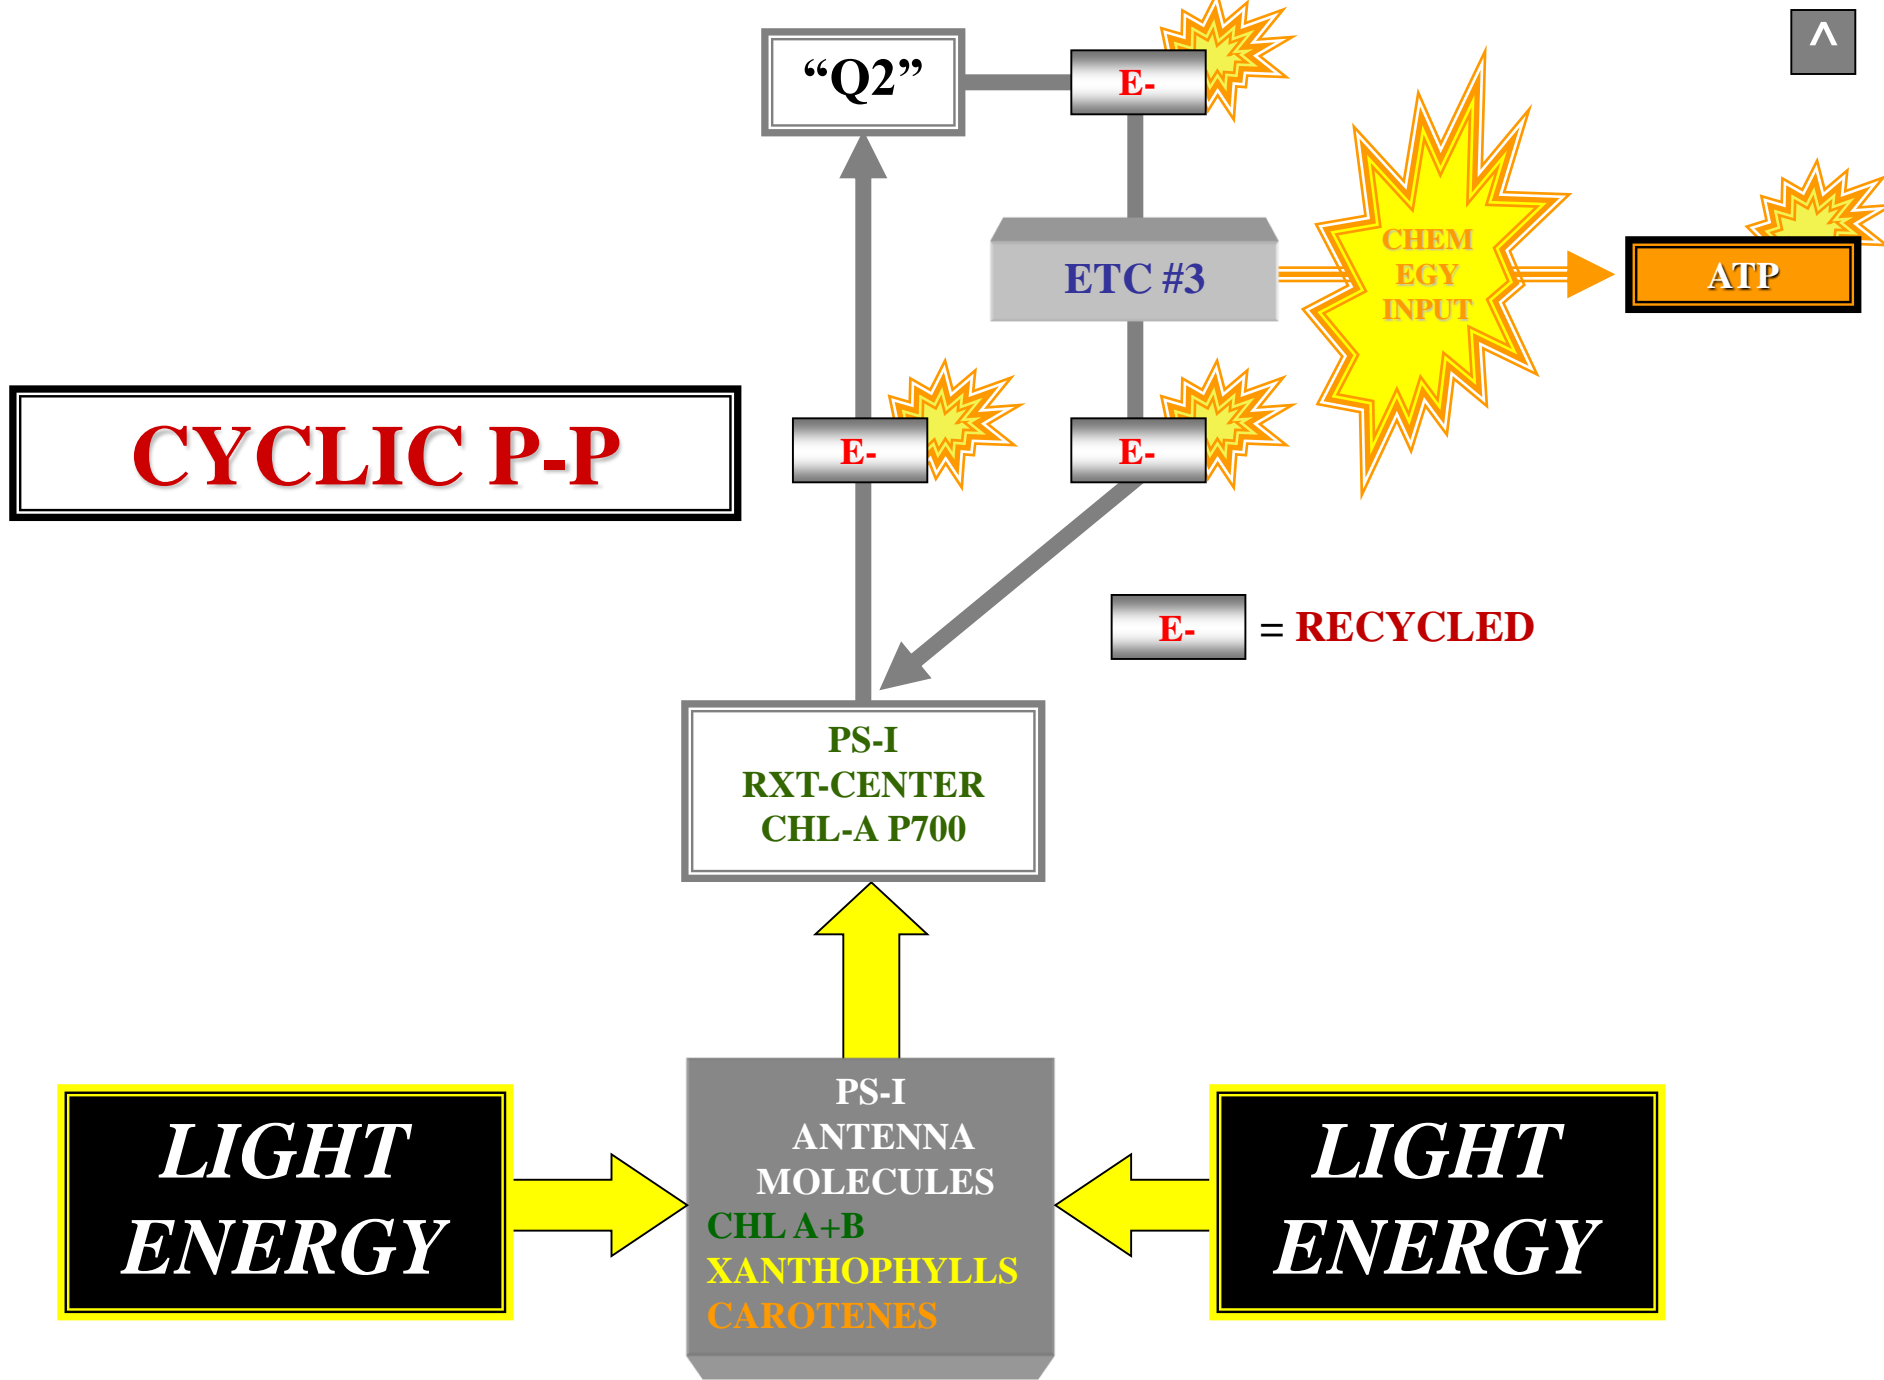 ^
“Q2”
E-
CHEM
EGY
INPUT
ETC #3
ATP
CYCLIC P-P
E-
E-
E-
= RECYCLED
PS-I
RXT-CENTER
CHL-A P700
LIGHT
ENERGY
PS-I
ANTENNA
MOLECULES
CHL A+B
XANTHOPHYLLS
CAROTENES
LIGHT
ENERGY